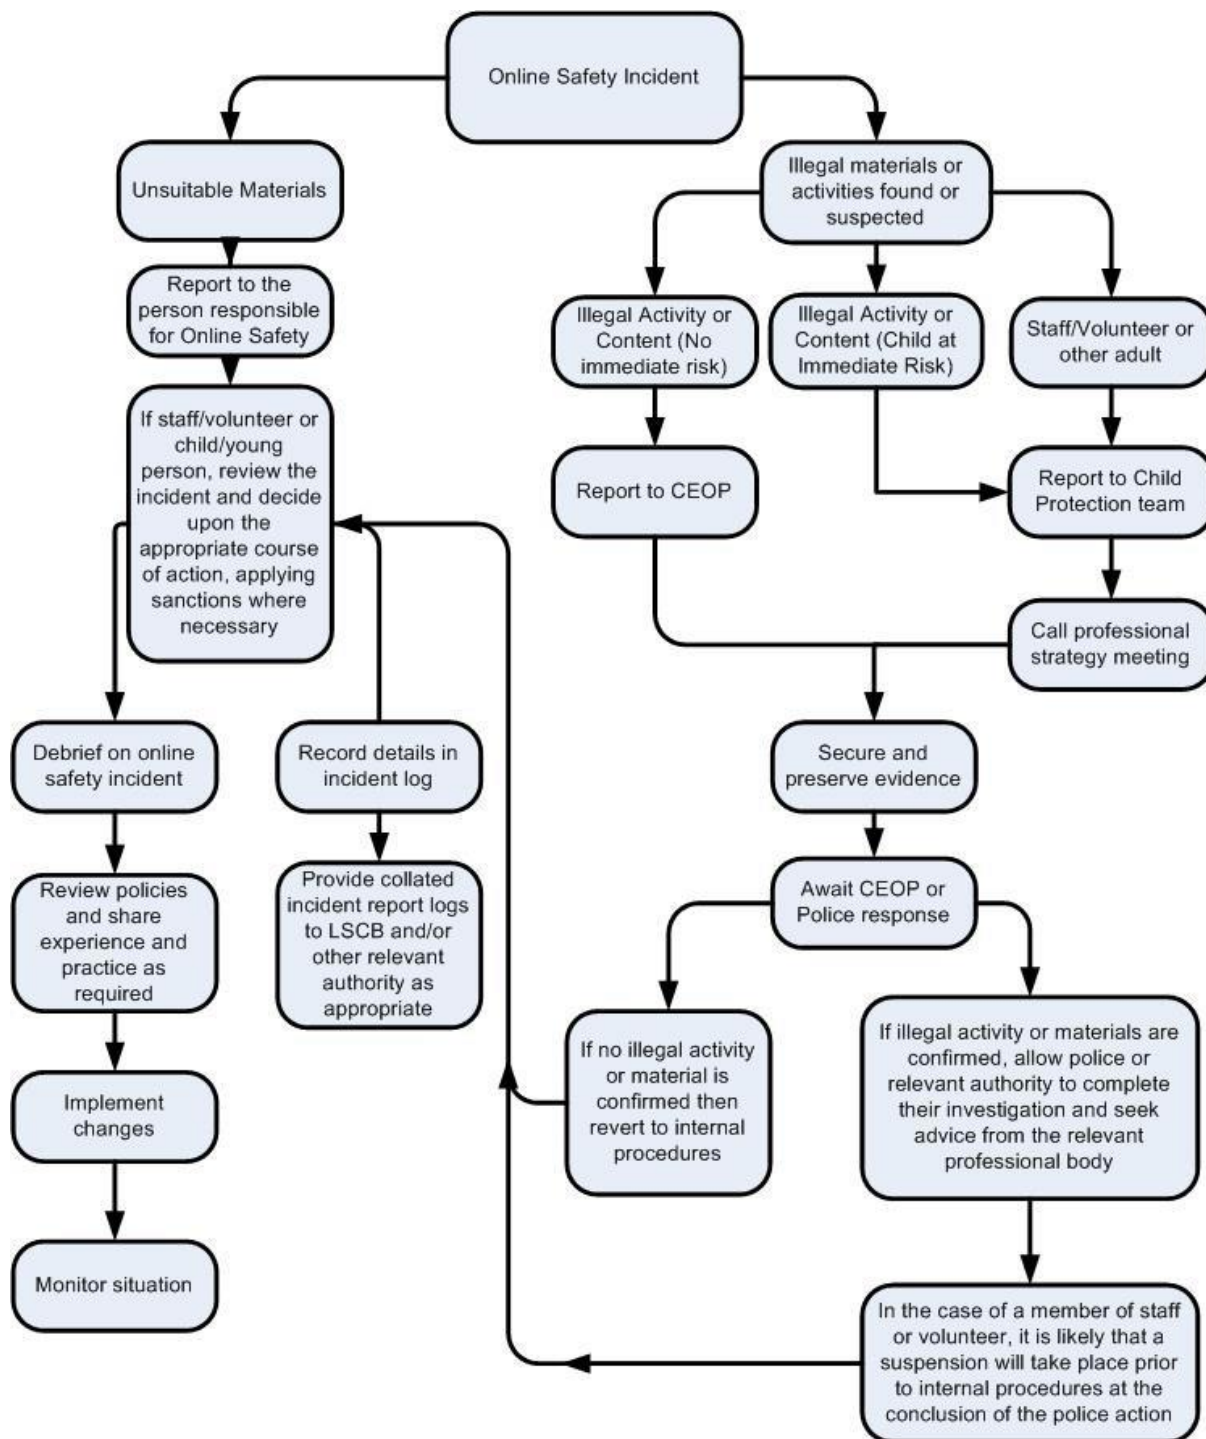 Online Safety Incident
Unsuitable Materials
Illegal materials or
activities found or
suspected
Report to the
person responsible
for Online Safety
Illegal Activity or
Content (No
immediate risk)
Illegal Activity or
Content (Child at
Immediate Risk)
Staff/Volunteer or
other adult
If staff/volunteer or
child/young
person, review the
incident and decide
upon the
appropriate course
of action, applying
sanctions where
necessary
Report to CEOP
Report to Child
Protection team
Call professional
strategy meeting
Debrief on online
safety incident
Record details in
incident log
Secure and
preserve evidence
Review policies
and share
experience and
practice as
required
Provide collated
incident report logs
to LSCB and/or
other relevant
authority as
appropriate
Await CEOP or
Police response
If no illegal activity
or material is
confirmed then
revert to internal
procedures
If illegal activity or materials are
confirmed, allow police or
relevant authority to complete
their investigation and seek
advice from the relevant
professional body
Implement
changes
Monitor situation
In the case of a member of staff
or volunteer, it is likely that a
suspension will take place prior
to internal procedures at the
conclusion of the police action